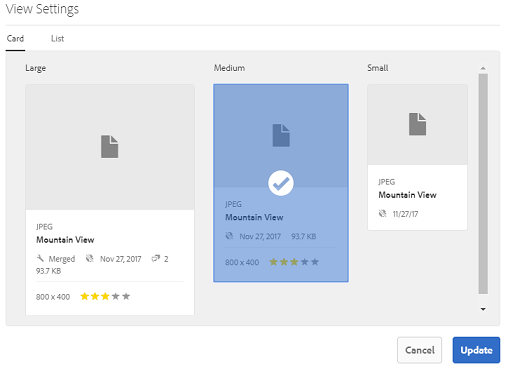 View Settings
Card List
Large
JPEG
Mountain View
Merged Nov 27, 2017 2
93.7 KB
800 x 400
Medium
JPEG
Mountain View
Nov 27, 2017 93.7 KB
800 x 400
Small
JPEG
Mountain View
11/27/17
Cancel Update